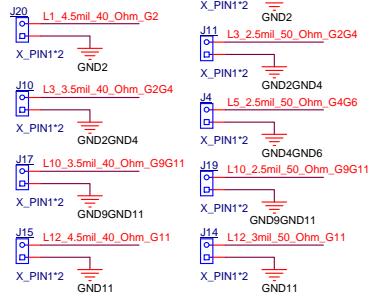 J20
L1_4.5mil_40_Ohm_G2
X_PIN1*2
GND2
J10
L3_3.5mil_40_Ohm_G2G4
X_PIN1*2
GND2GND4
J17
L10_3.5mil_40_Ohm_G9G11
X_PIN1*2
GND9GND11
J15
L12_4.5mil_40_Ohm_G11
X_PIN1*2
GND11
X_PIN1*2
GND2
J11
L3_2.5mil_50_Ohm_G2G4
X_PIN1*2
GND2GND4
J4
L5_2.5mil_50_Ohm_G4G6
X_PIN1*2
GND4GND6
J19
L10_2.5mil_50_Ohm_G9G11
X_PIN1*2
GND9GND11
J14
L12_3mil_50_Ohm_G11
X_PIN1*2
GND11